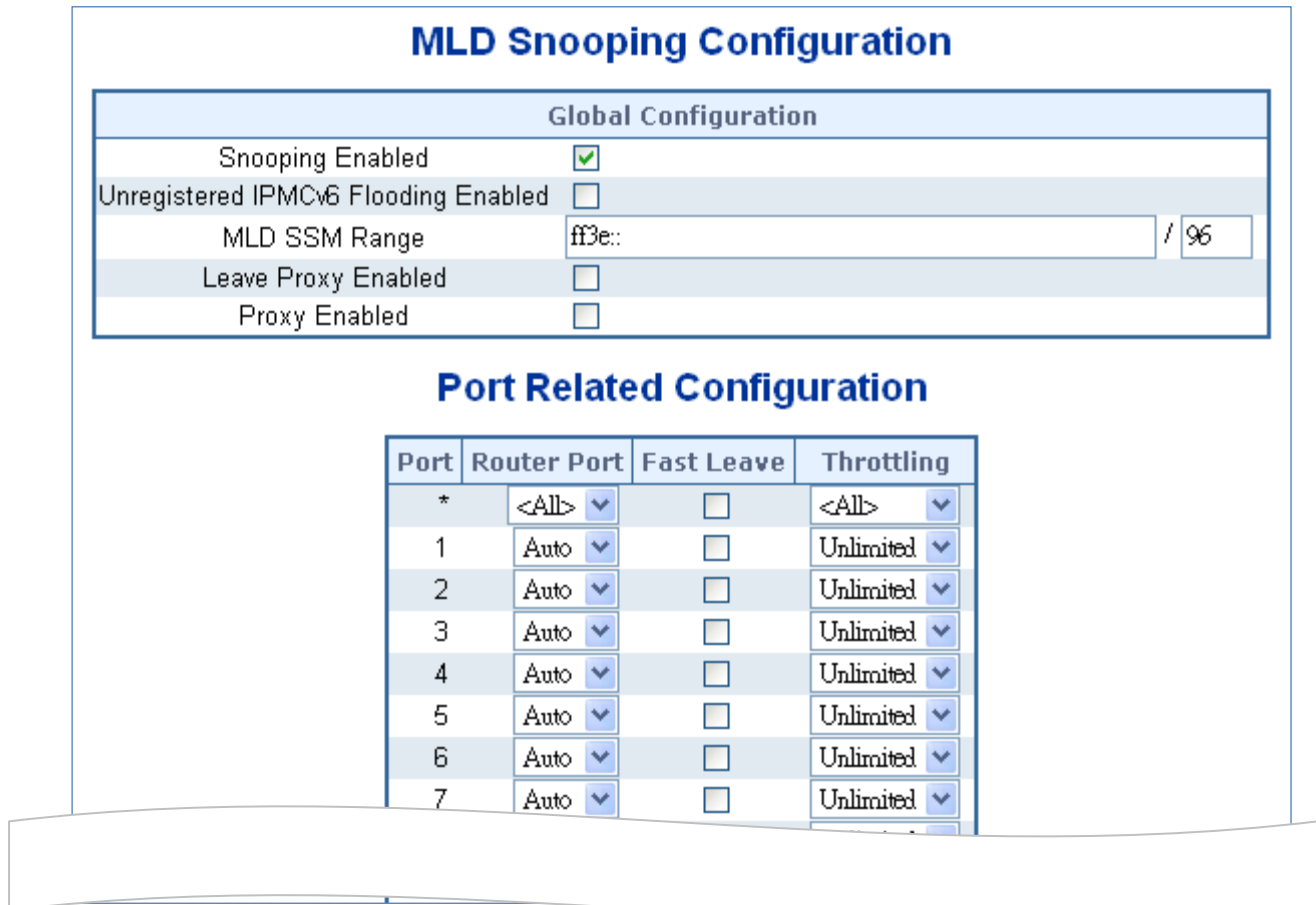 MLD Snooping Configuration
Global Configuration
Snooping Enabled
Unregistered IPMCv6 Flooding Enabled
MLD SSM Range ff3e:: / 96
Leave Proxy Enabled
Proxy Enabled
Port Related Configuration
Port Router Port Fast Leave Throttling
* <All> <All>
1 Auto Unlimited
2 Auto Unlimited
3 Auto Unlimited
4 Auto Unlimited
5 Auto Unlimited
6 Auto Unlimited
7 Auto Unlimited